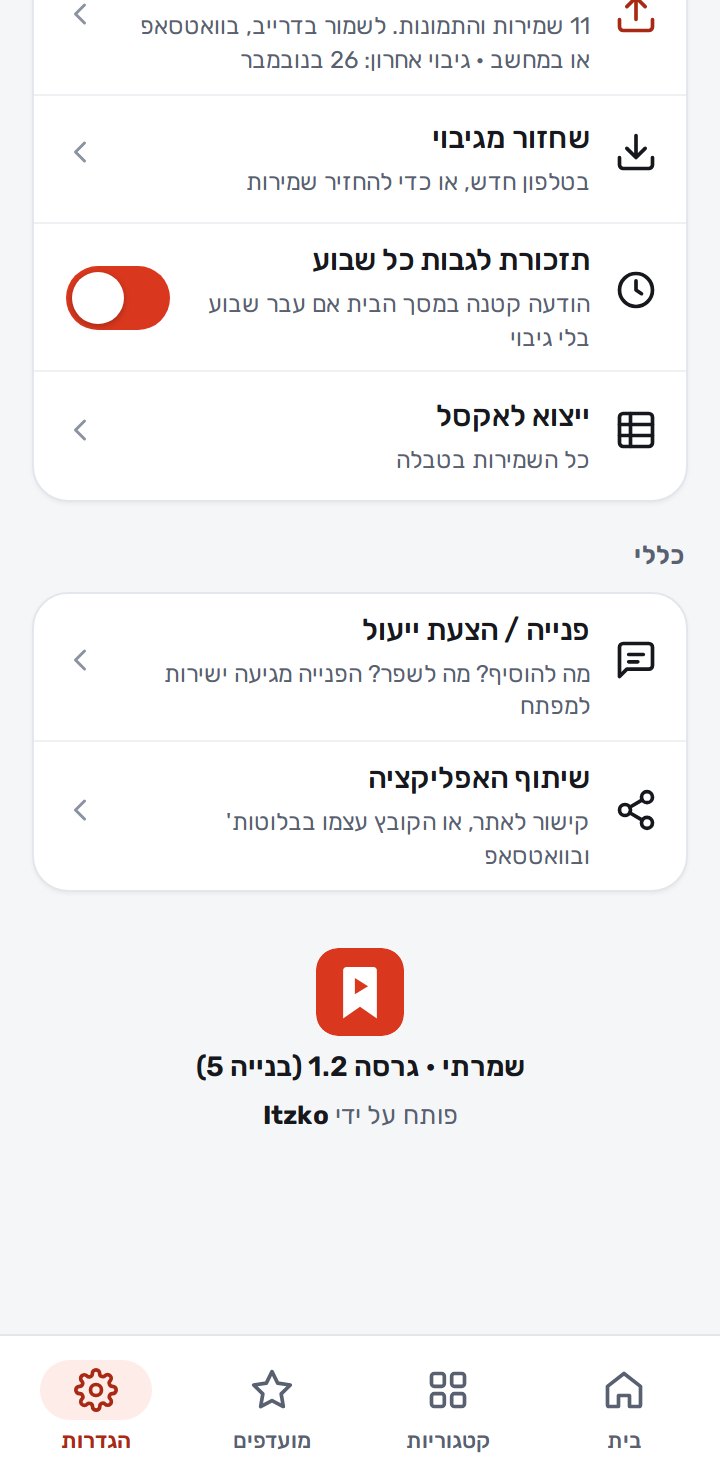 11 שמירות והתמונות. לשמור בדרייב, בוואטסאפ
או במחשב • גיבוי אחרון: 26 בנובמבר
שחזור מגיבוי
בטלפון חדש, או כדי להחזיר שמירות
תזכורת לגבות כל שבוע
הודעה קטנה במסך הבית אם עבר שבוע
בלי גיבוי
ייצוא לאקסל
כל השמירות בטבלה
כללי
פנייה / הצעת ייעול
מה להוסיף? מה לשפר? הפנייה מגיעה ישירות
למפתח
שיתוף האפליקציה
קישור לאתר, או הקובץ עצמו בבלוטות'
ובוואטסאפ
שמרתי • גרסה 1.2 (בנייה 5)
פותח על ידי Itzko
בית
קטגוריות
מועדפים
הגדרות